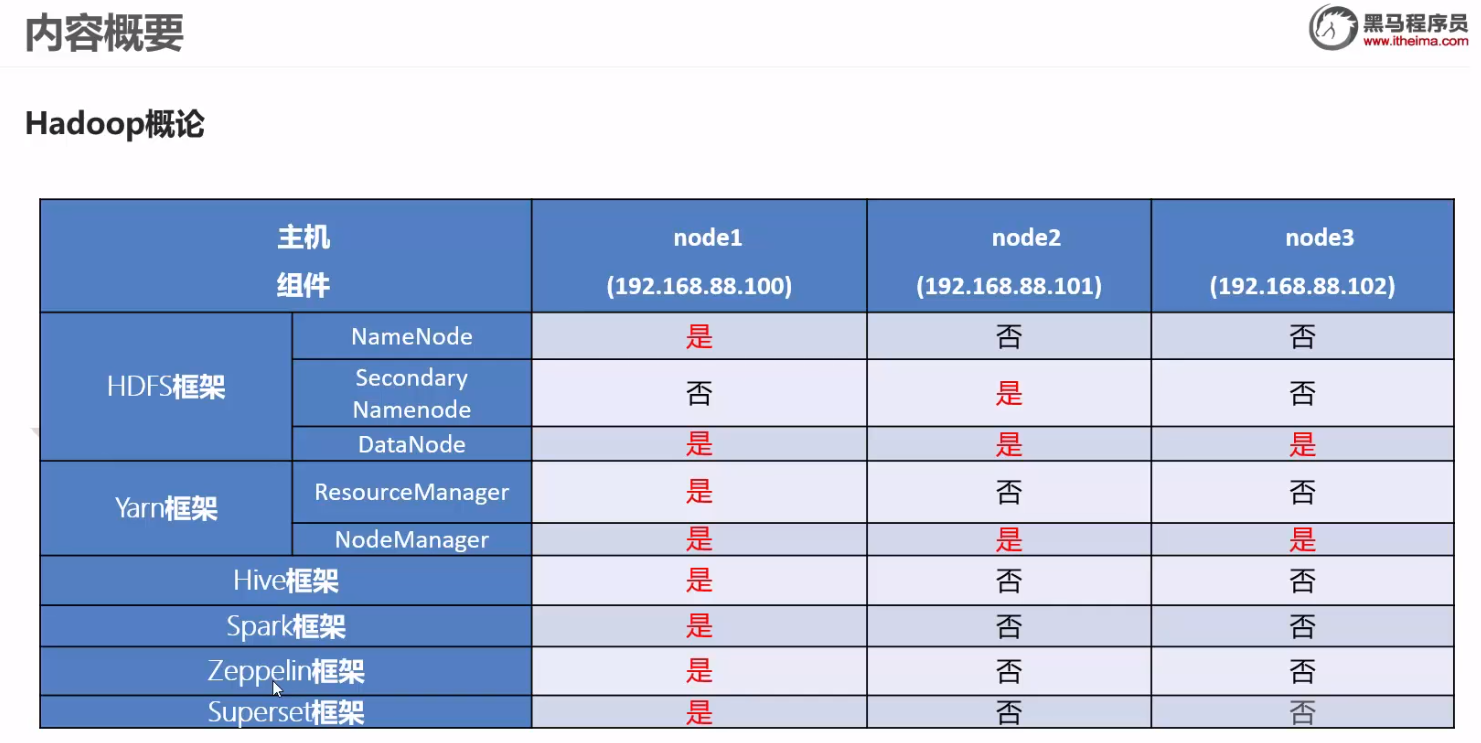 内容概要
黑马程序员
www.itheima.com
Hadoop概论
主机
组件
node1
(192.168.88.100)
node2
(192.168.88.101)
node3
(192.168.88.102)
HDFS框架
NameNode
是
否
否
Secondary
Namenode
否
是
否
DataNode
是
是
是
Yarn框架
ResourceManager
是
否
否
NodeManager
是
是
是
Hive框架
是
否
否
Spark框架
是
否
否
Zeppelin框架
是
否
否
Superset框架
是
否
否